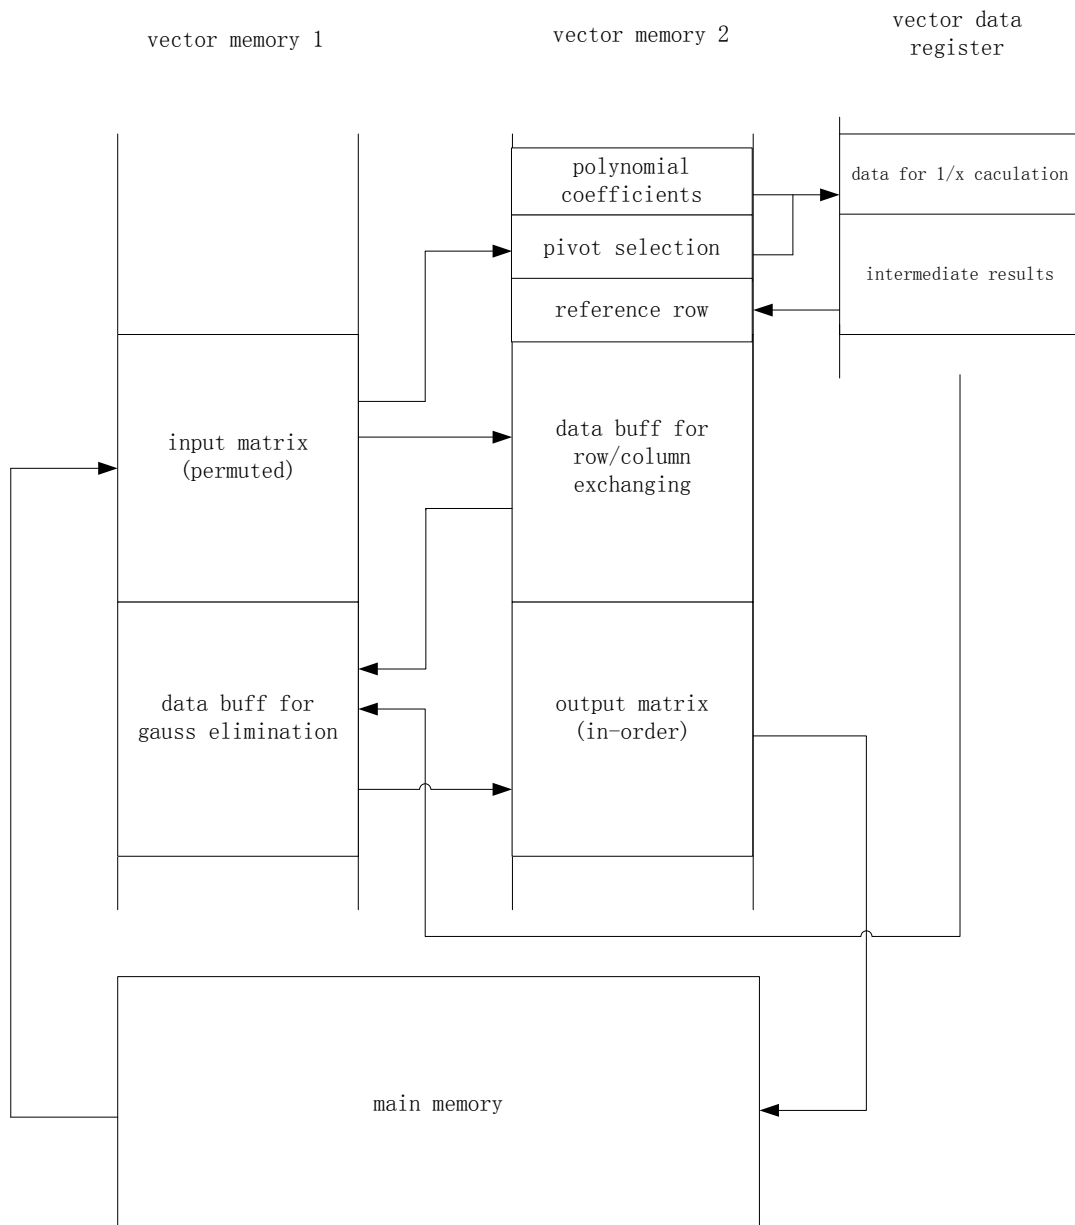 vector memory 1
vector memory 2
vector data
register
polynomial
coefficients
data for 1/x caculation
pivot selection
intermediate results
reference row
input matrix
(permuted)
data buff for
row/column
exchanging
data buff for
gauss elimination
output matrix
(in-order)
main memory